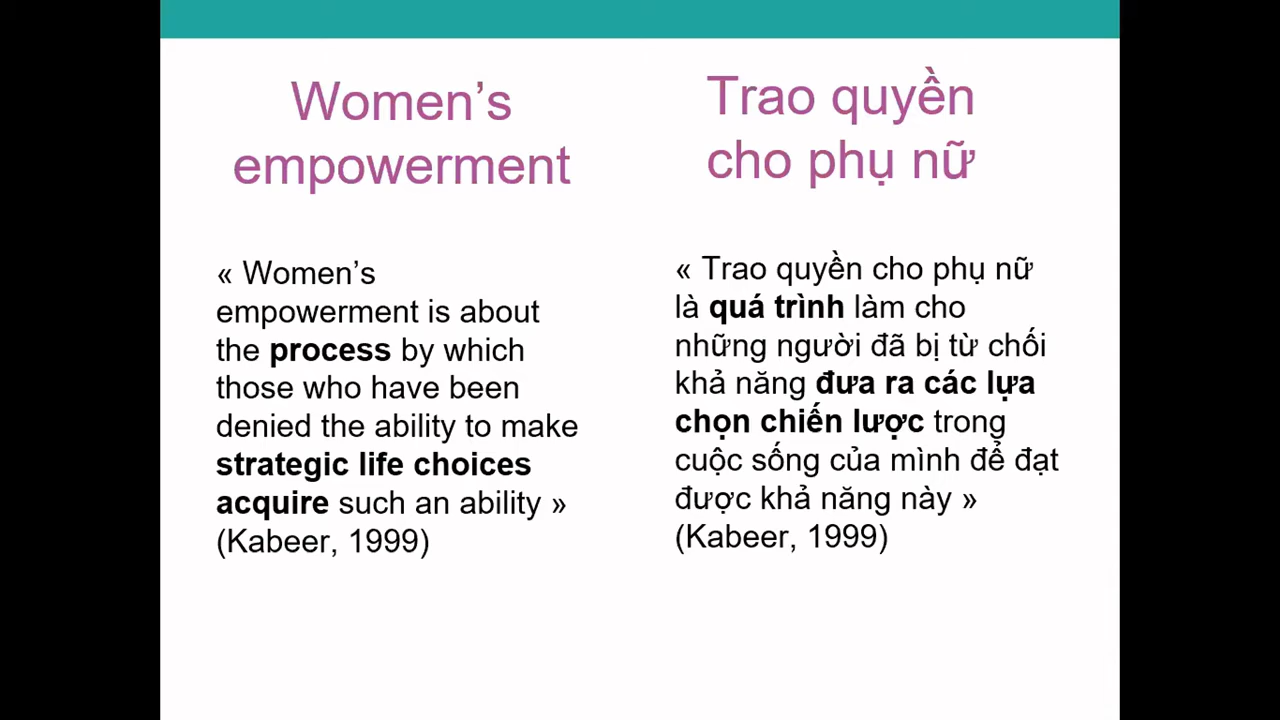 Women’s
empowerment
« Women’s
empowerment is about
the process by which
those who have been
denied the ability to make
strategic life choices
acquire such an ability »
(Kabeer, 1999)
Trao quyền
cho phụ nữ
« Trao quyền cho phụ nữ
là quá trình làm cho
những người đã bị từ chối
khả năng đưa ra các lựa
chọn chiến lược trong
cuộc sống của mình để đạt
được khả năng này »
(Kabeer, 1999)